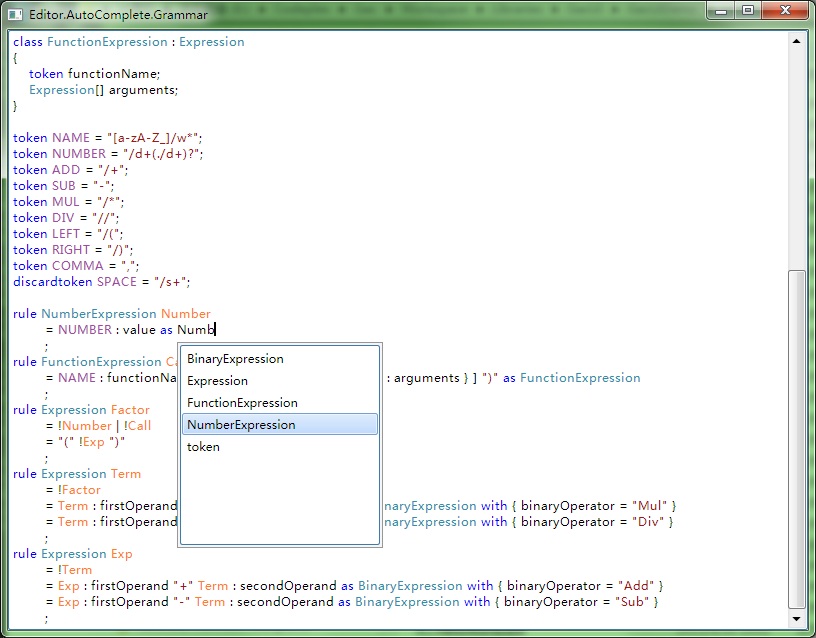 Editor.AutoComplete.Grammar
class FunctionExpression : Expression
{
token functionName;
Expression[] arguments;
}
token NAME = "[a-zA-Z_]/w*";
token NUMBER = "/d+(./d+)?";
token ADD = "/+";
token SUB = "-";
token MUL = "/*";
token DIV = "//";
token LEFT = "/(";
token RIGHT = "/)";
token COMMA = ",";
discardtoken SPACE = "/s+";
rule NumberExpression Number
= NUMBER : value as Numb
;
rule FunctionExpression Ca
= NAME : functionNa : arguments } ] ")" as FunctionExpression
;
rule Expression Factor
= !Number | !Call
= "(" !Exp ")"
;
rule Expression Term
= !Factor
= Term : firstOperand naryExpression with { binaryOperator = "Mul" }
= Term : firstOperand naryExpression with { binaryOperator = "Div" }
;
rule Expression Exp
= !Term
= Exp : firstOperand "+" Term : secondOperand as BinaryExpression with { binaryOperator = "Add" }
= Exp : firstOperand "-" Term : secondOperand as BinaryExpression with { binaryOperator = "Sub" }
;
BinaryExpression
Expression
FunctionExpression
NumberExpression
token